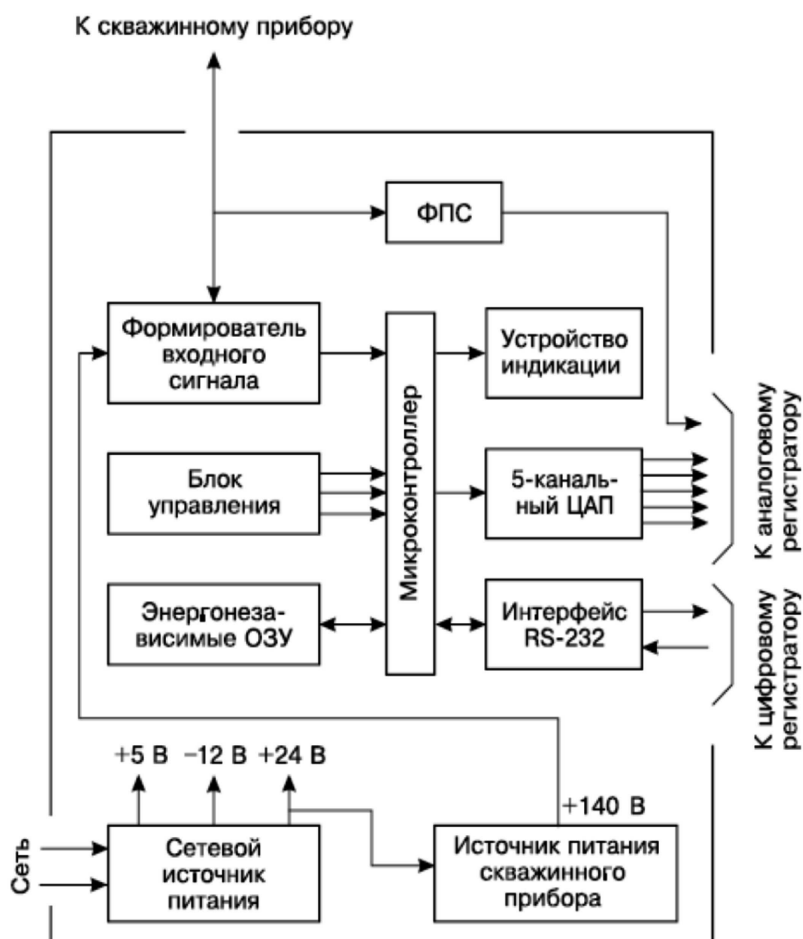 К скважинному прибору
ФПС
Формирователь
входного
сигнала
Микроконтроллер
Устройство
индикации
Блок
управления
5-каналь-
ный ЦАП
К аналоговому
регистратору
Энергонеза-
висимые ОЗУ
Интерфейс
RS-232
К цифровому
регистратору
+5 В −12 В +24 В
+140 В
Сеть
Сетевой
источник
питания
Источник питания
скважинного
прибора